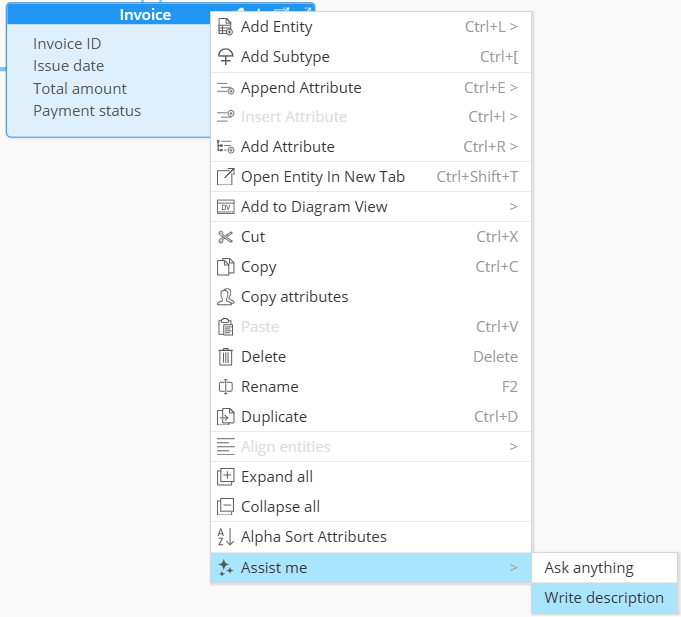 Invoice
Invoice ID
Issue date
Total amount
Payment status
Add Entity Ctrl+L >
Add Subtype Ctrl+[
Append Attribute Ctrl+E >
Insert Attribute Ctrl+I >
Add Attribute Ctrl+R >
Open Entity In New Tab Ctrl+Shift+T
DV Add to Diagram View >
Cut Ctrl+X
Copy Ctrl+C
Copy attributes
Paste Ctrl+V
Delete Delete
Rename F2
Duplicate Ctrl+D
Align entities >
Expand all
Collapse all
AZ Alpha Sort Attributes
Assist me >
Ask anything
Write description